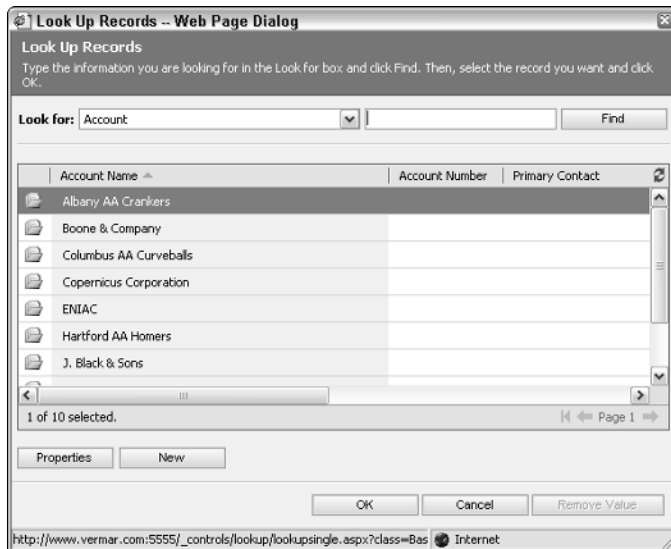 Look Up Records -- Web Page Dialog
Look Up Records
Type the information you are looking for in the Look for box and click Find. Then, select the record you want and click
OK.
Look for: Account Find
Account Name Account Number Primary Contact
Albany AA Crankers
Boone & Company
Columbus AA Curveballs
Copernicus Corporation
ENIAC
Hartford AA Homers
J. Black & Sons
1 of 10 selected. Page 1
Properties New
OK Cancel Remove Value
http://www.vermar.com:5555/_controls/lookup/lookupsingle.aspx?class=Bas Internet